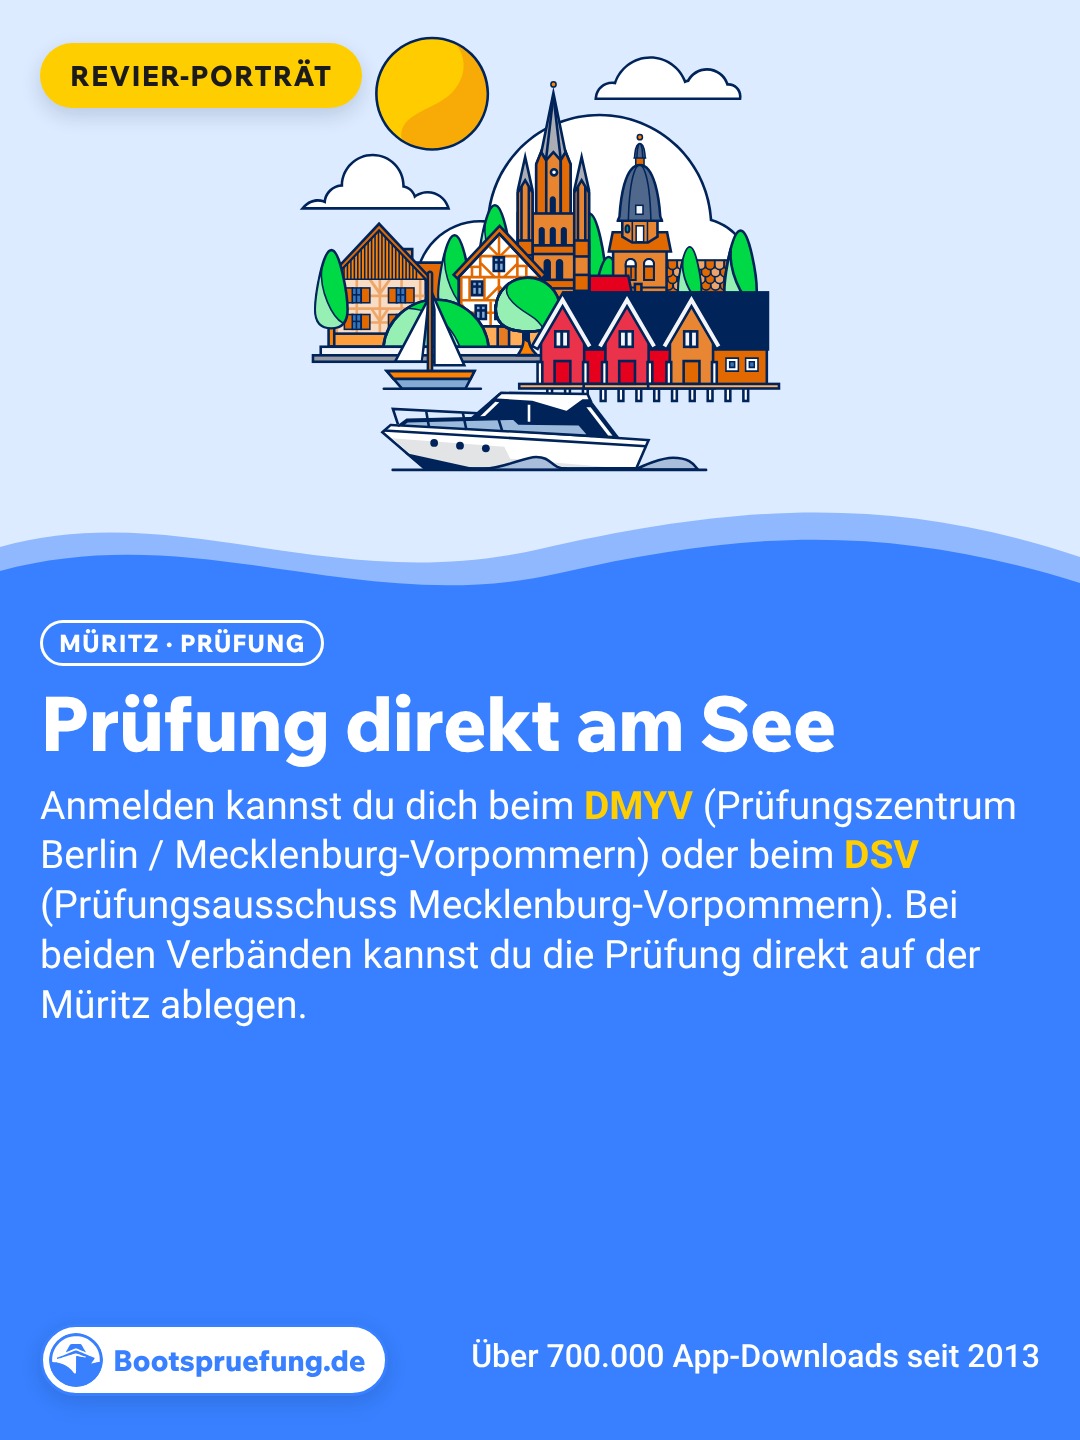 REVIER-PORTRÄT
MÜRITZ · PRÜFUNG
Prüfung direkt am See
Anmelden kannst du dich beim DMYV (Prüfungszentrum
Berlin / Mecklenburg-Vorpommern) oder beim DSV
(Prüfungsausschuss Mecklenburg-Vorpommern). Bei
beiden Verbänden kannst du die Prüfung direkt auf der
Müritz ablegen.
Bootspruefung.de
Über 700.000 App-Downloads seit 2013